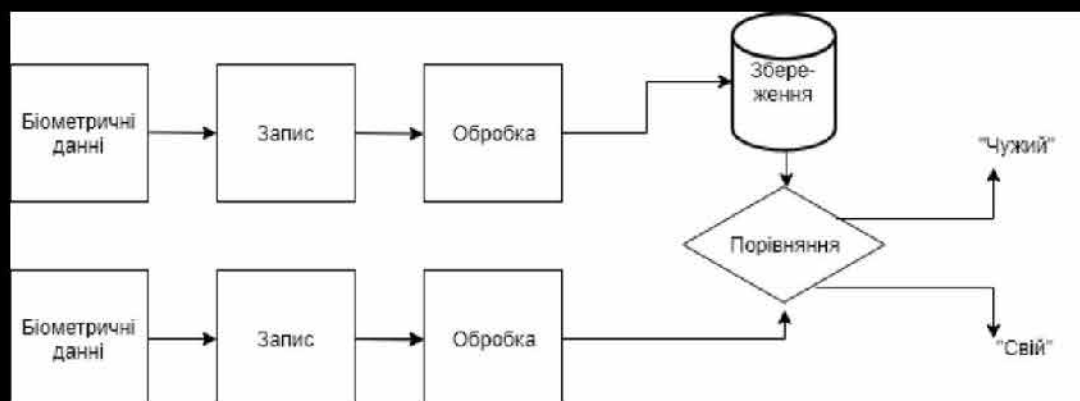 Біометричні
данні
Запис
Обробка
Збере-
ження
"Чужий"
Порівняння
Біометричні
данні
Запис
Обробка
"Свій"